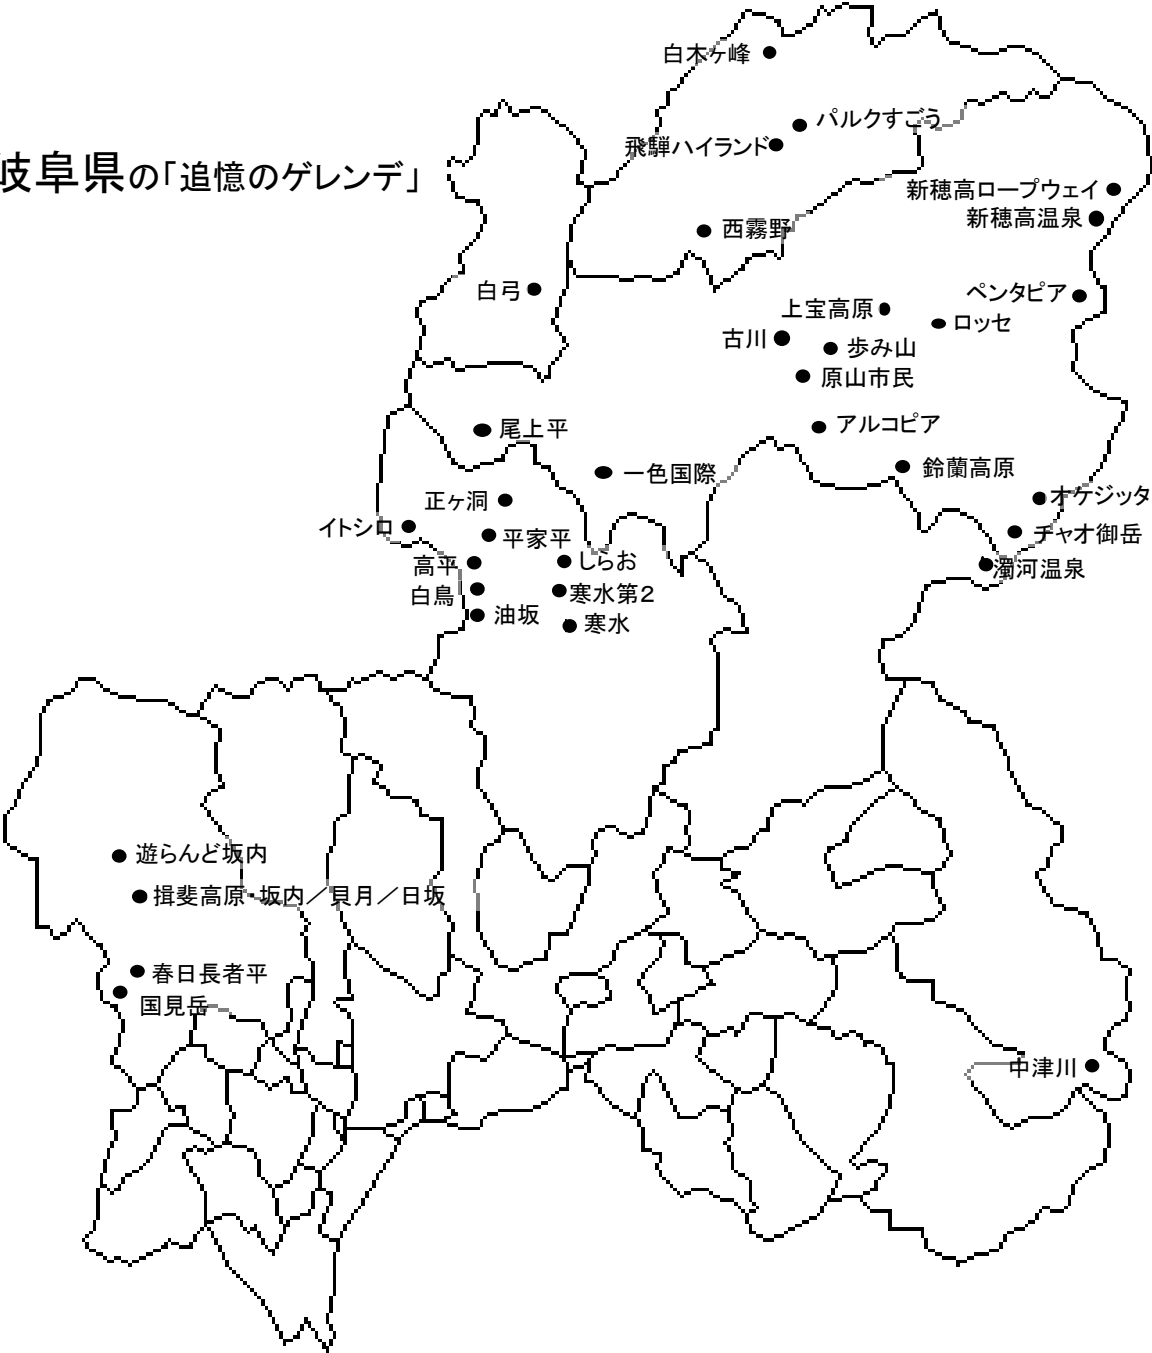 白木ヶ峰
パルクすごう
飛騨ハイランド
岐阜県の「追憶のゲレンデ」
新穂高ロープウェイ
新穂高温泉
西霧野
白弓
ペンタピア
上宝高原
ロッセ
古川
歩み山
原山市民
アルコピア
尾上平
鈴蘭高原
一色国際
オケジッタ
正ヶ洞
イトシロ
チャオ御岳
平家平
しらお
高平
濁河温泉
白鳥
寒水第2
油坂
寒水
遊らんど坂内
揖斐高原・坂内／貝月／日坂
春日長者平
国見岳
中津川